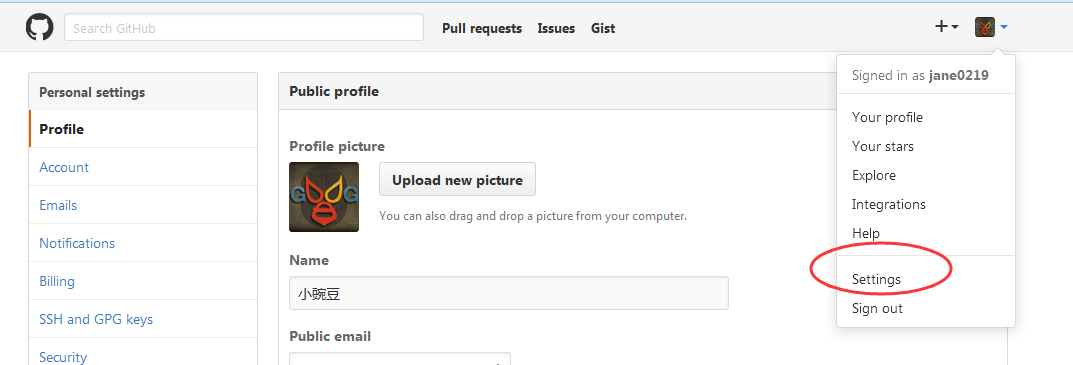 Search GitHub
Pull requests Issues Gist
Signed in as jane0219
Your profile
Your stars
Explore
Integrations
Help
Settings
Sign out
Personal settings
Profile
Account
Emails
Notifications
Billing
SSH and GPG keys
Security
Public profile
Profile picture
G G
Upload new picture
You can also drag and drop a picture from your computer.
Name
小豌豆
Public email